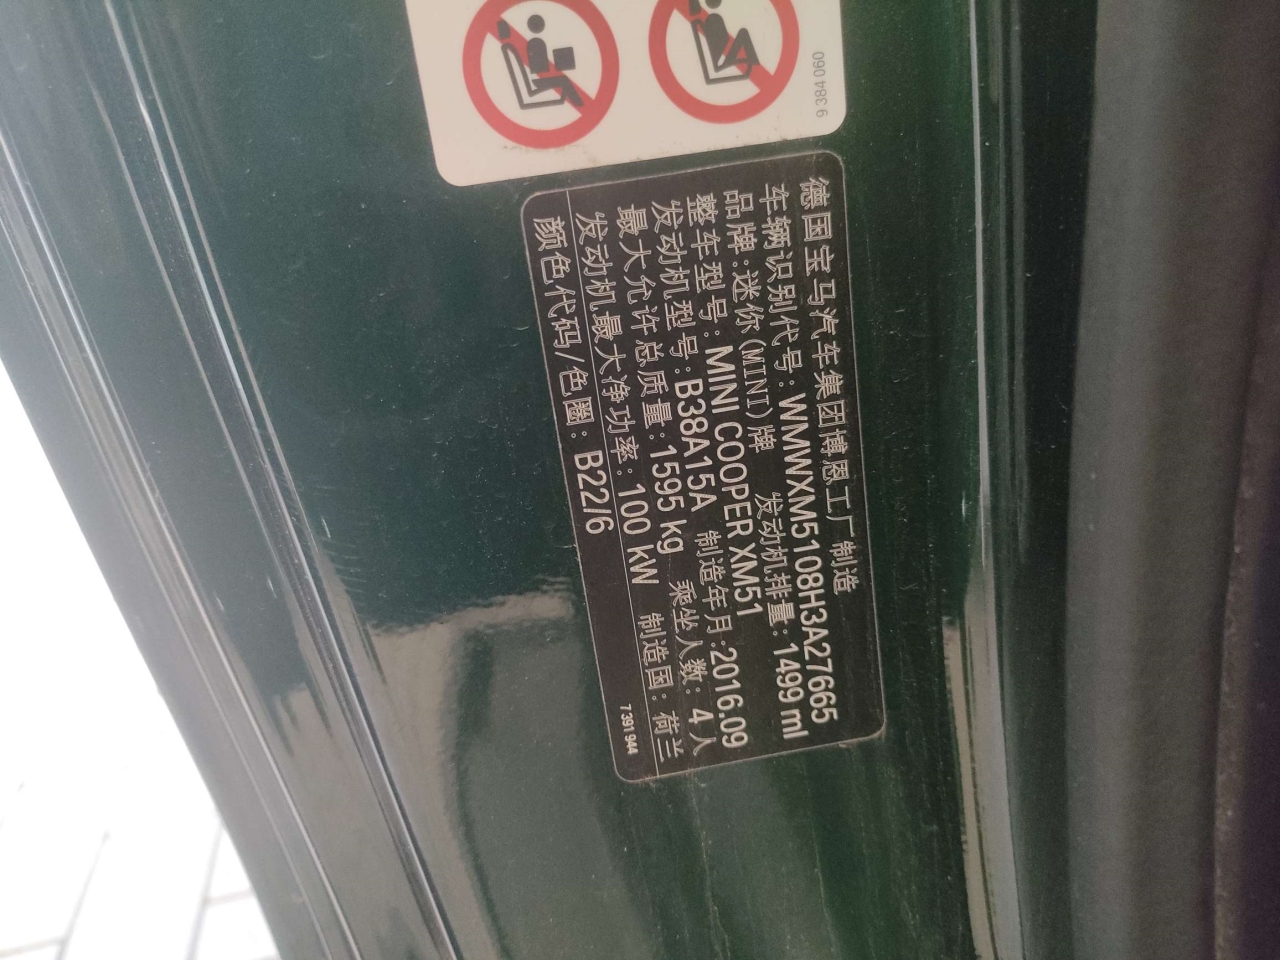 9 384 060
德国宝马汽车集团博恩工厂制造
车辆识别代号:WMWXM5108H3A27665
品牌:迷你(MINI)牌 发动机排量:1499 ml
整车型号:MINI COOPER XM51
发动机型号:B38A15A 制造年月:2016.09
最大允许总质量:1595 kg 乘坐人数:4人
发动机最大净功率:100 kW 制造国:荷兰
颜色代码/色圈:B22/6
7 391 944